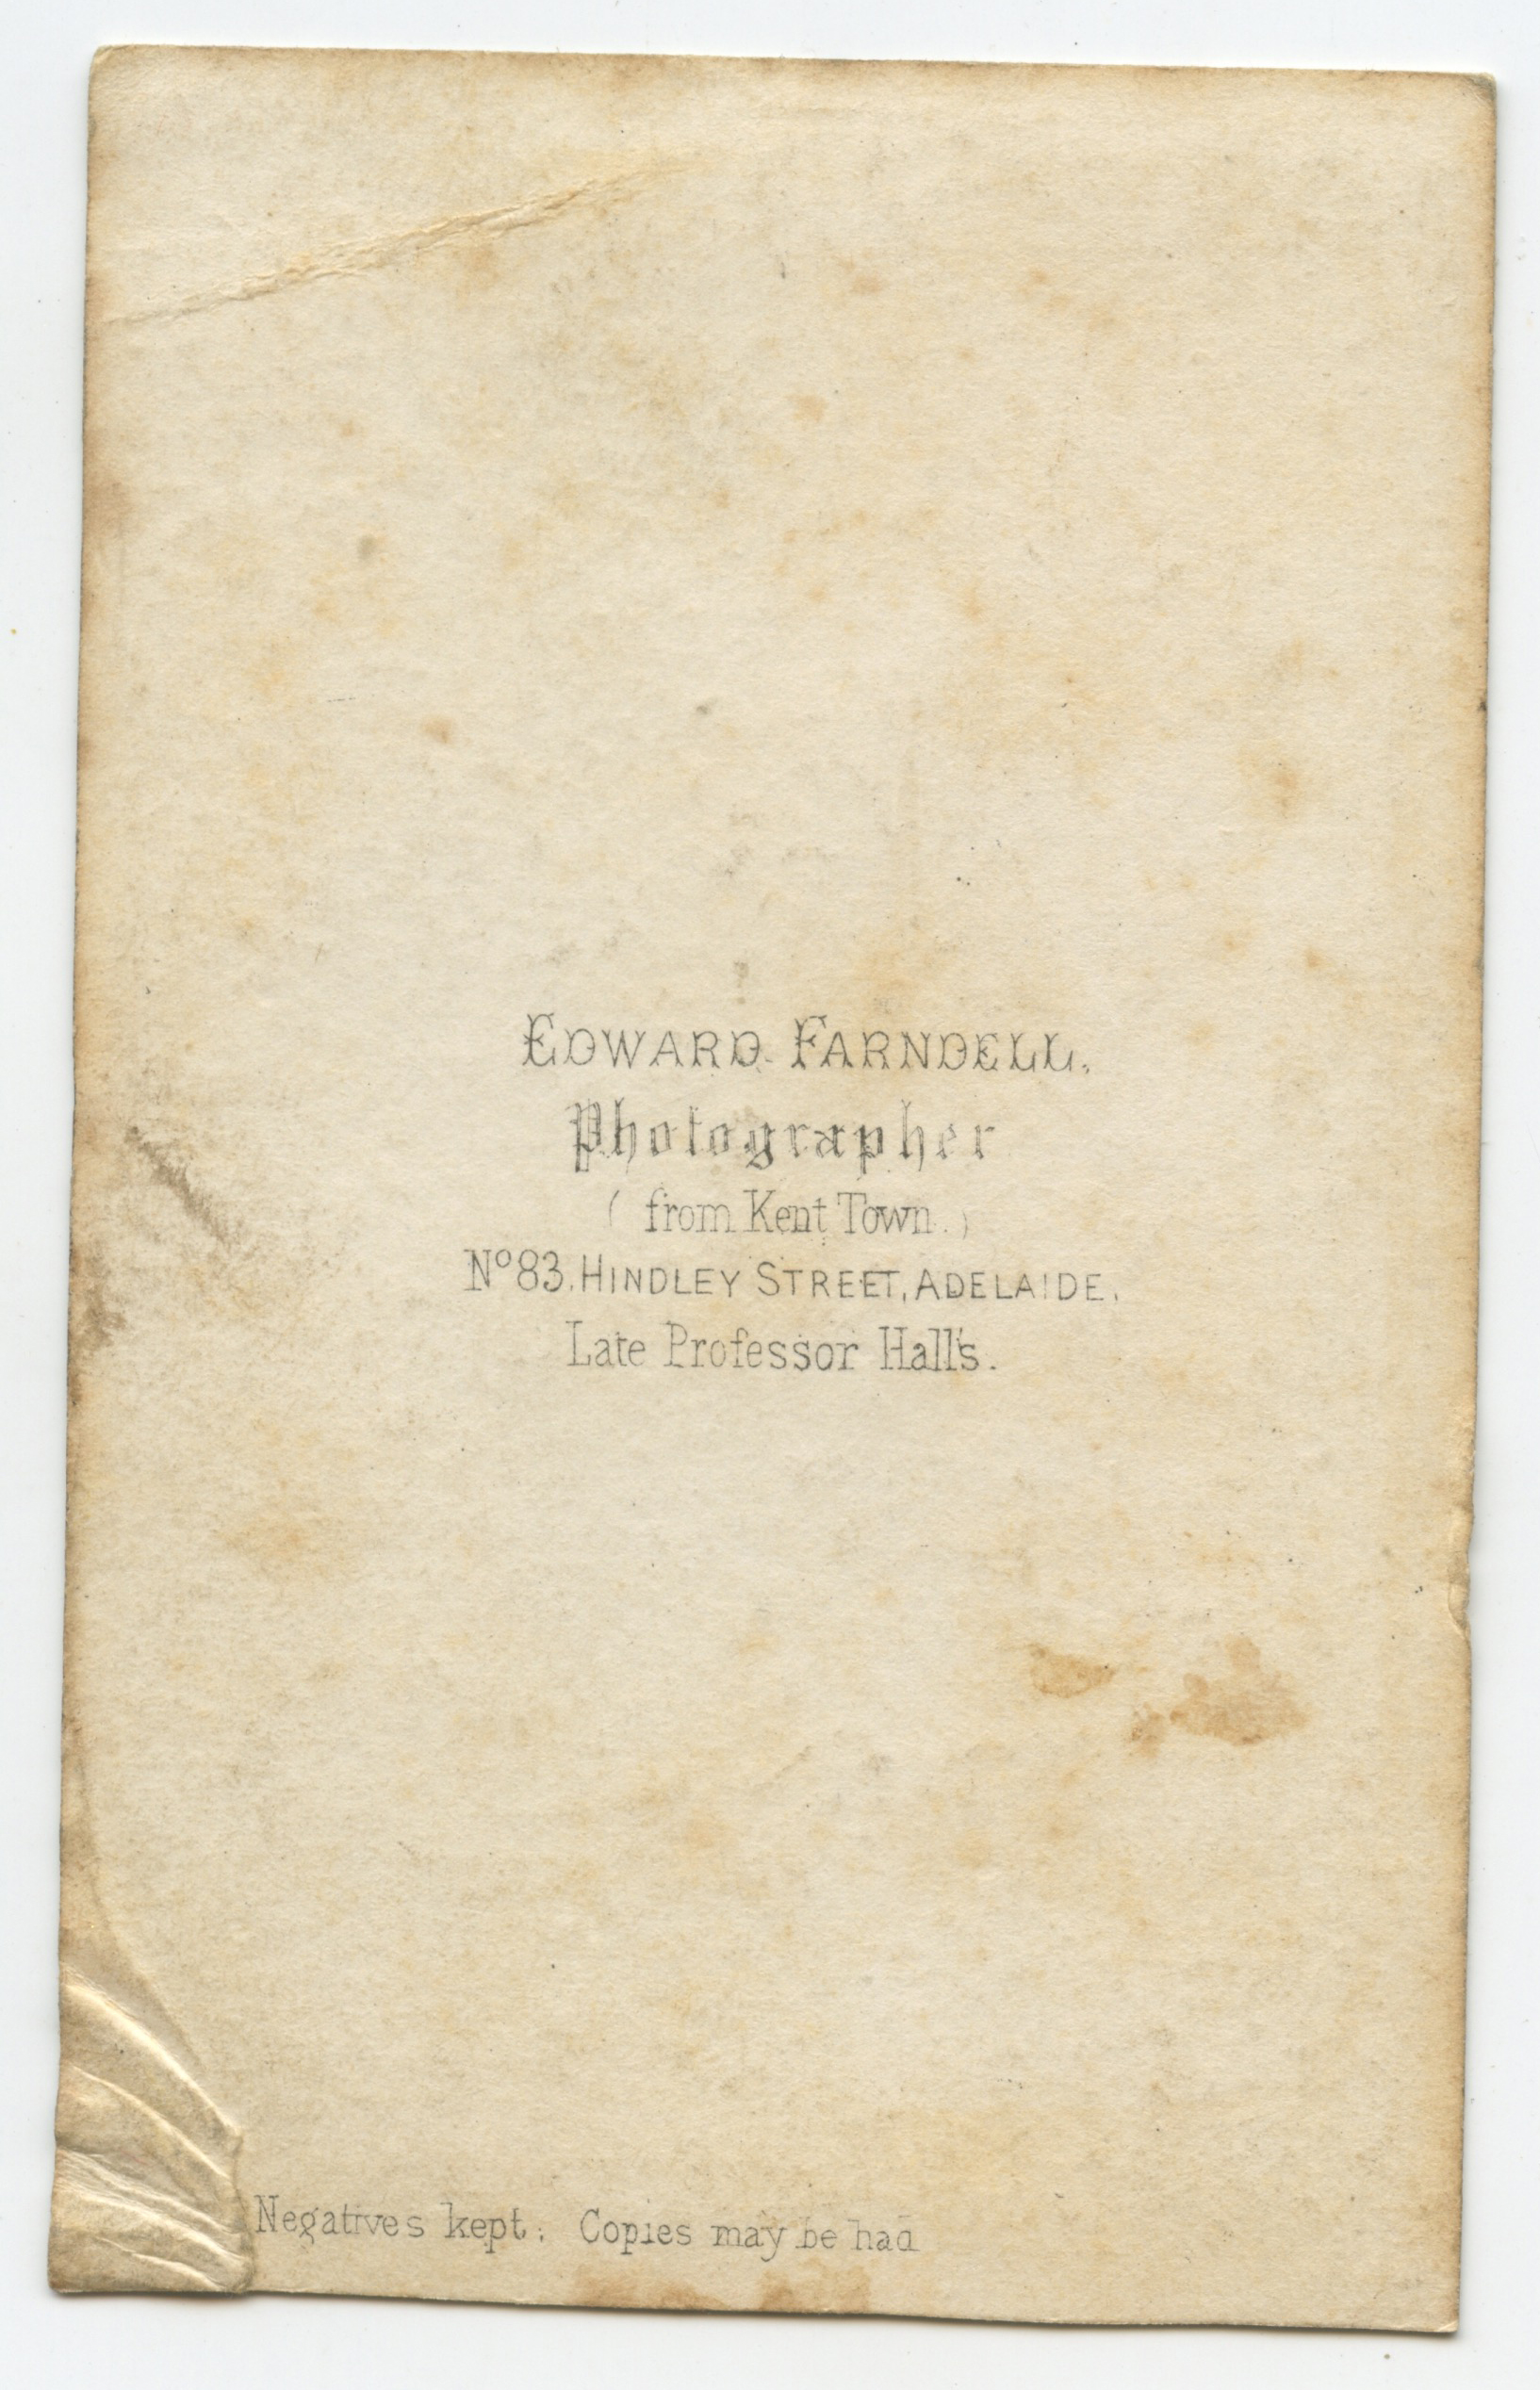 EDWARD FARNDELL.
Photographer
( from Kent Town. )
Nº 83. HINDLEY STREET, ADELAIDE.
Late Professor Hall's.
Negatives kept. Copies may be had